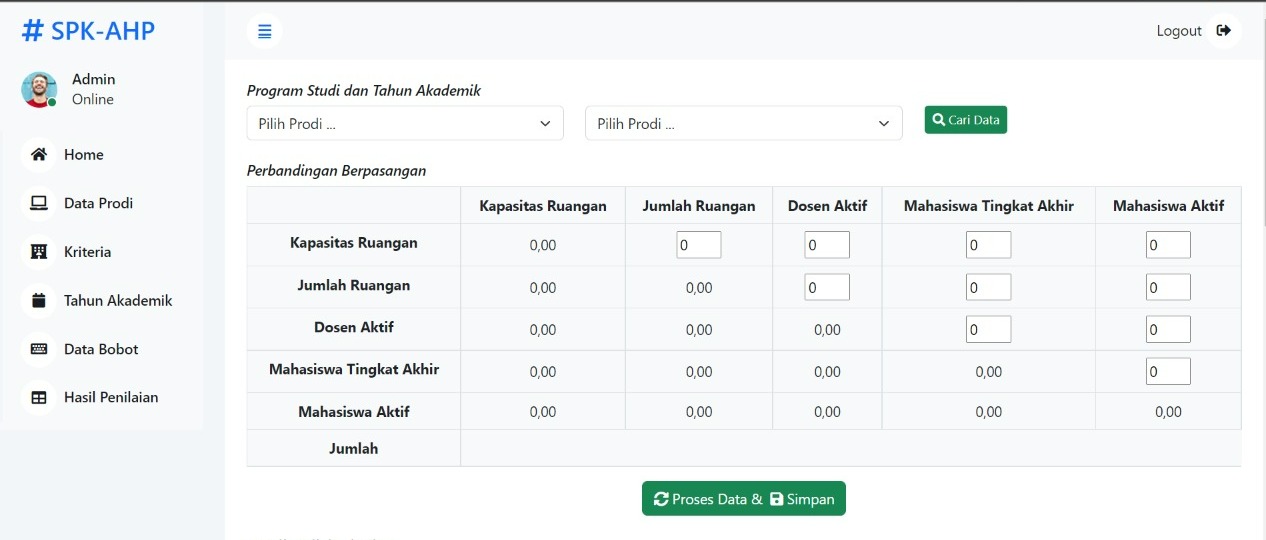 # SPK-AHP
Logout
Admin
Online
Home
Data Prodi
Kriteria
Tahun Akademik
Data Bobot
Hasil Penilaian
Program Studi dan Tahun Akademik
Pilih Prodi ... Pilih Prodi ... Cari Data
Perbandingan Berpasangan
Kapasitas Ruangan Jumlah Ruangan Dosen Aktif Mahasiswa Tingkat Akhir Mahasiswa Aktif
Kapasitas Ruangan 0,00 0 0 0 0
Jumlah Ruangan 0,00 0,00 0 0 0
Dosen Aktif 0,00 0,00 0,00 0 0
Mahasiswa Tingkat Akhir 0,00 0,00 0,00 0,00 0
Mahasiswa Aktif 0,00 0,00 0,00 0,00 0,00
Jumlah
Proses Data & Simpan